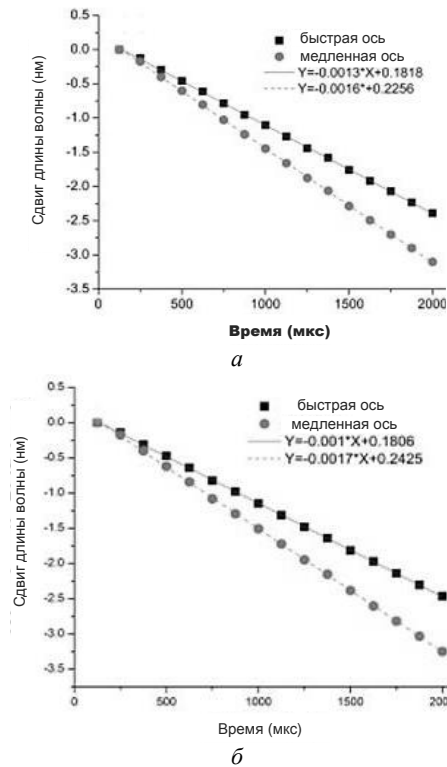 0.5
0.0
-0.5
-1.0
-1.5
-2.0
-2.5
-3.0
-3.5
Сдвиг длины волны (нм)
быстрая ось
медленная ось
Y=-0.0013*X+0.1818
Y=-0.0016*+0.2256
0 500 1000 1500 2000
Время (мкс)
а
0.5
0.0
-0.5
-1.0
-1.5
-2.0
-2.5
-3.0
-3.5
Сдвиг длины волны (нм)
быстрая ось
медленная ось
Y=-0.001*X+0.1806
Y=-0.0017*X+0.2425
500 1000 1500 200
Время (мкс)
б